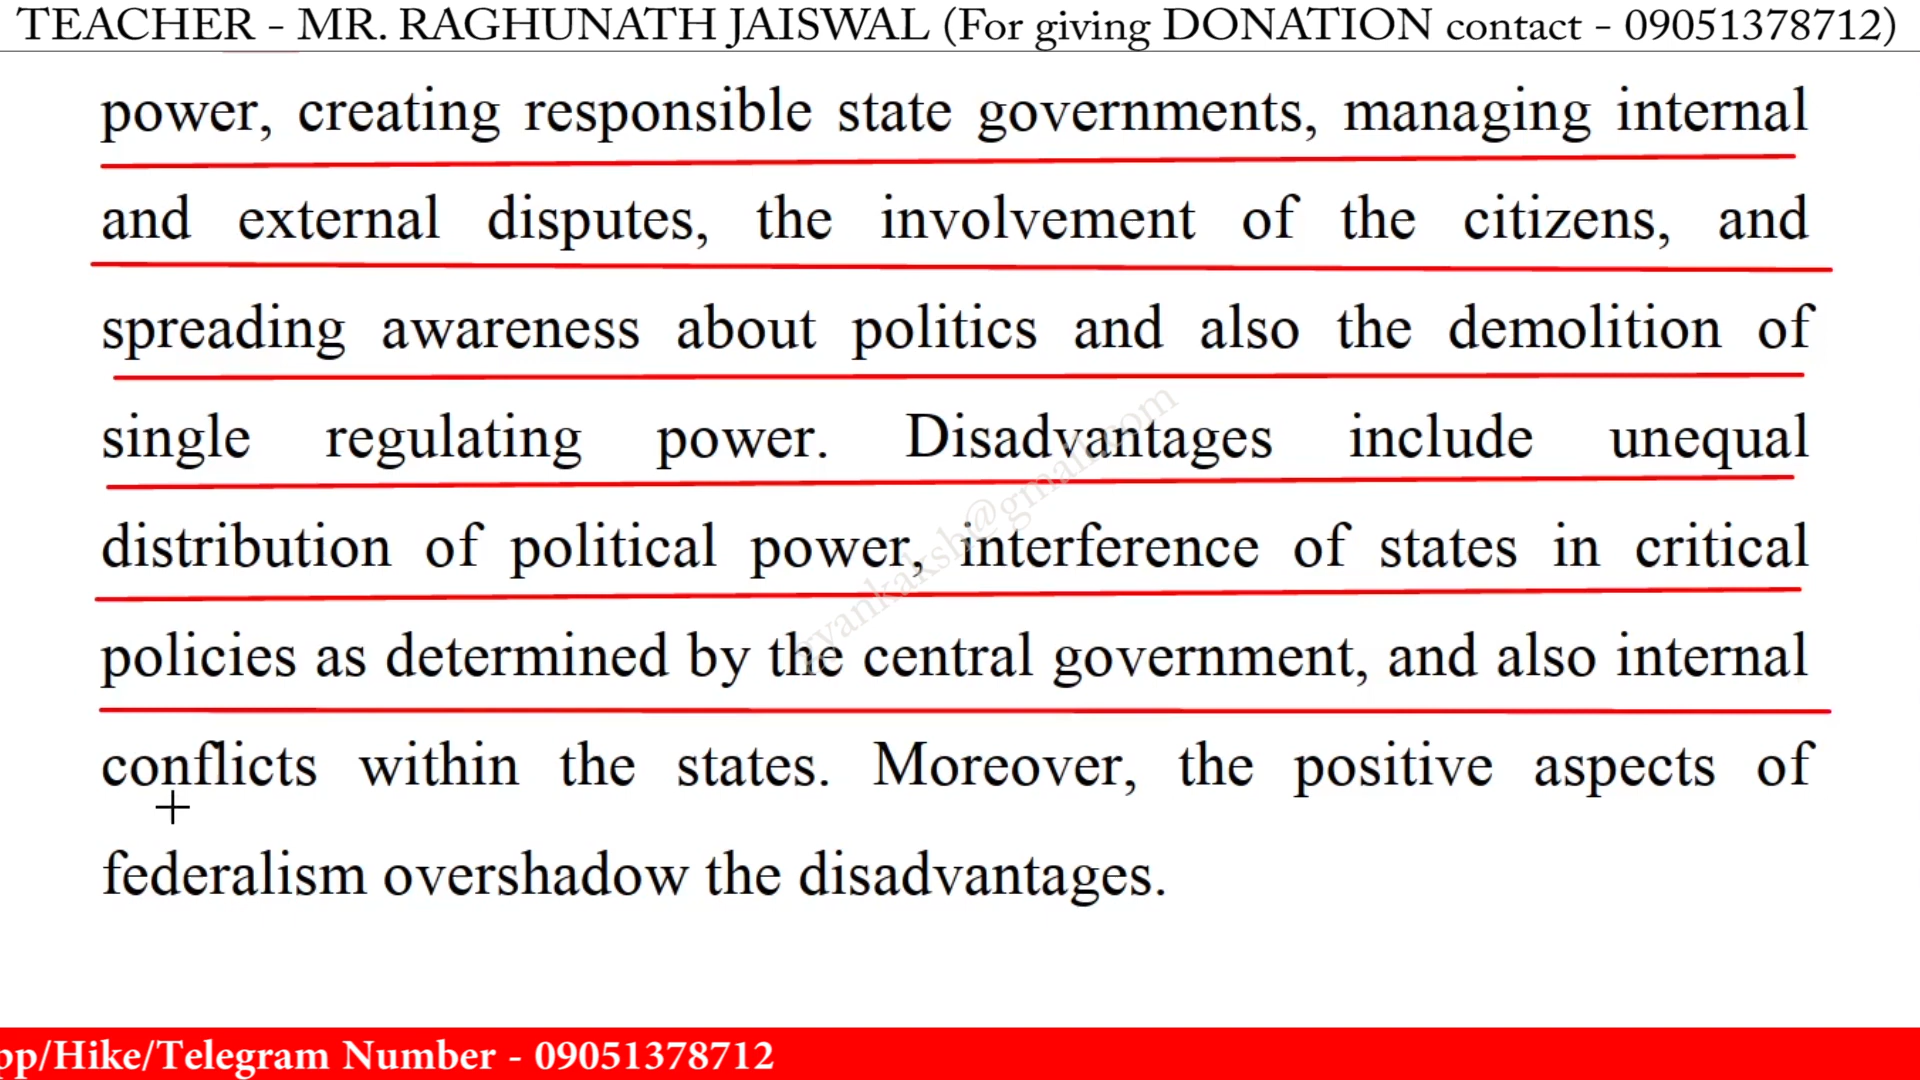 TEACHER - MR. RAGHUNATH JAISWAL (For giving DONATION contact - 09051378712)
power, creating responsible state governments, managing internal
and external disputes, the involvement of the citizens, and
spreading awareness about politics and also the demolition of
single regulating power. Disadvantages include unequal
distribution of political power, interference of states in critical
policies as determined by the central government, and also internal
conflicts within the states. Moreover, the positive aspects of
federalism overshadow the disadvantages.
gyankaksh@gmail.com
pp/Hike/Telegram Number - 09051378712